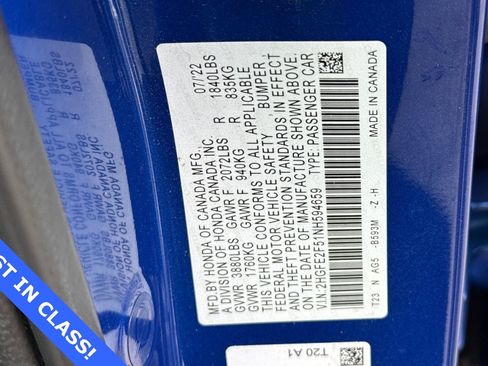 MFD. BY HONDA OF CANADA MFG. 07/22
A DIVISION OF HONDA CANADA INC.
GVWR 3880LBS GAWR F 2072LBS R 1840LBS
GVWR 1760KG GAWR F 940KG R 835KG
THIS VEHICLE CONFORMS TO ALL APPLICABLE
FEDERAL MOTOR VEHICLE SAFETY, BUMPER,
AND THEFT PREVENTION STANDARDS IN EFFECT
ON THE DATE OF MANUFACTURE SHOWN ABOVE.
V.I.N. 2HGFE2F51NH594659 TYPE: PASSENGER CAR
T23 N AG5 -B593M -Z -H MADE IN CANADA
T20 A1
ST IN CLASS!